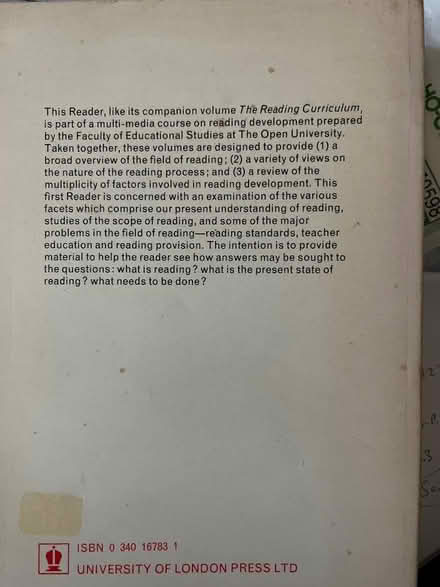 This Reader, like its companion volume The Reading Curriculum,
is part of a multi-media course on reading development prepared
by the Faculty of Educational Studies at The Open University.
Taken together, these volumes are designed to provide (1) a
broad overview of the field of reading; (2) a variety of views on
the nature of the reading process; and (3) a review of the
multiplicity of factors involved in reading development. This
first Reader is concerned with an examination of the various
facets which comprise our present understanding of reading,
studies of the scope of reading, and some of the major
problems in the field of reading—reading standards, teacher
education and reading provision. The intention is to provide
material to help the reader see how answers may be sought to
the questions: what is reading? what is the present state of
reading? what needs to be done?
ISBN 0 340 16783 1
UNIVERSITY OF LONDON PRESS LTD